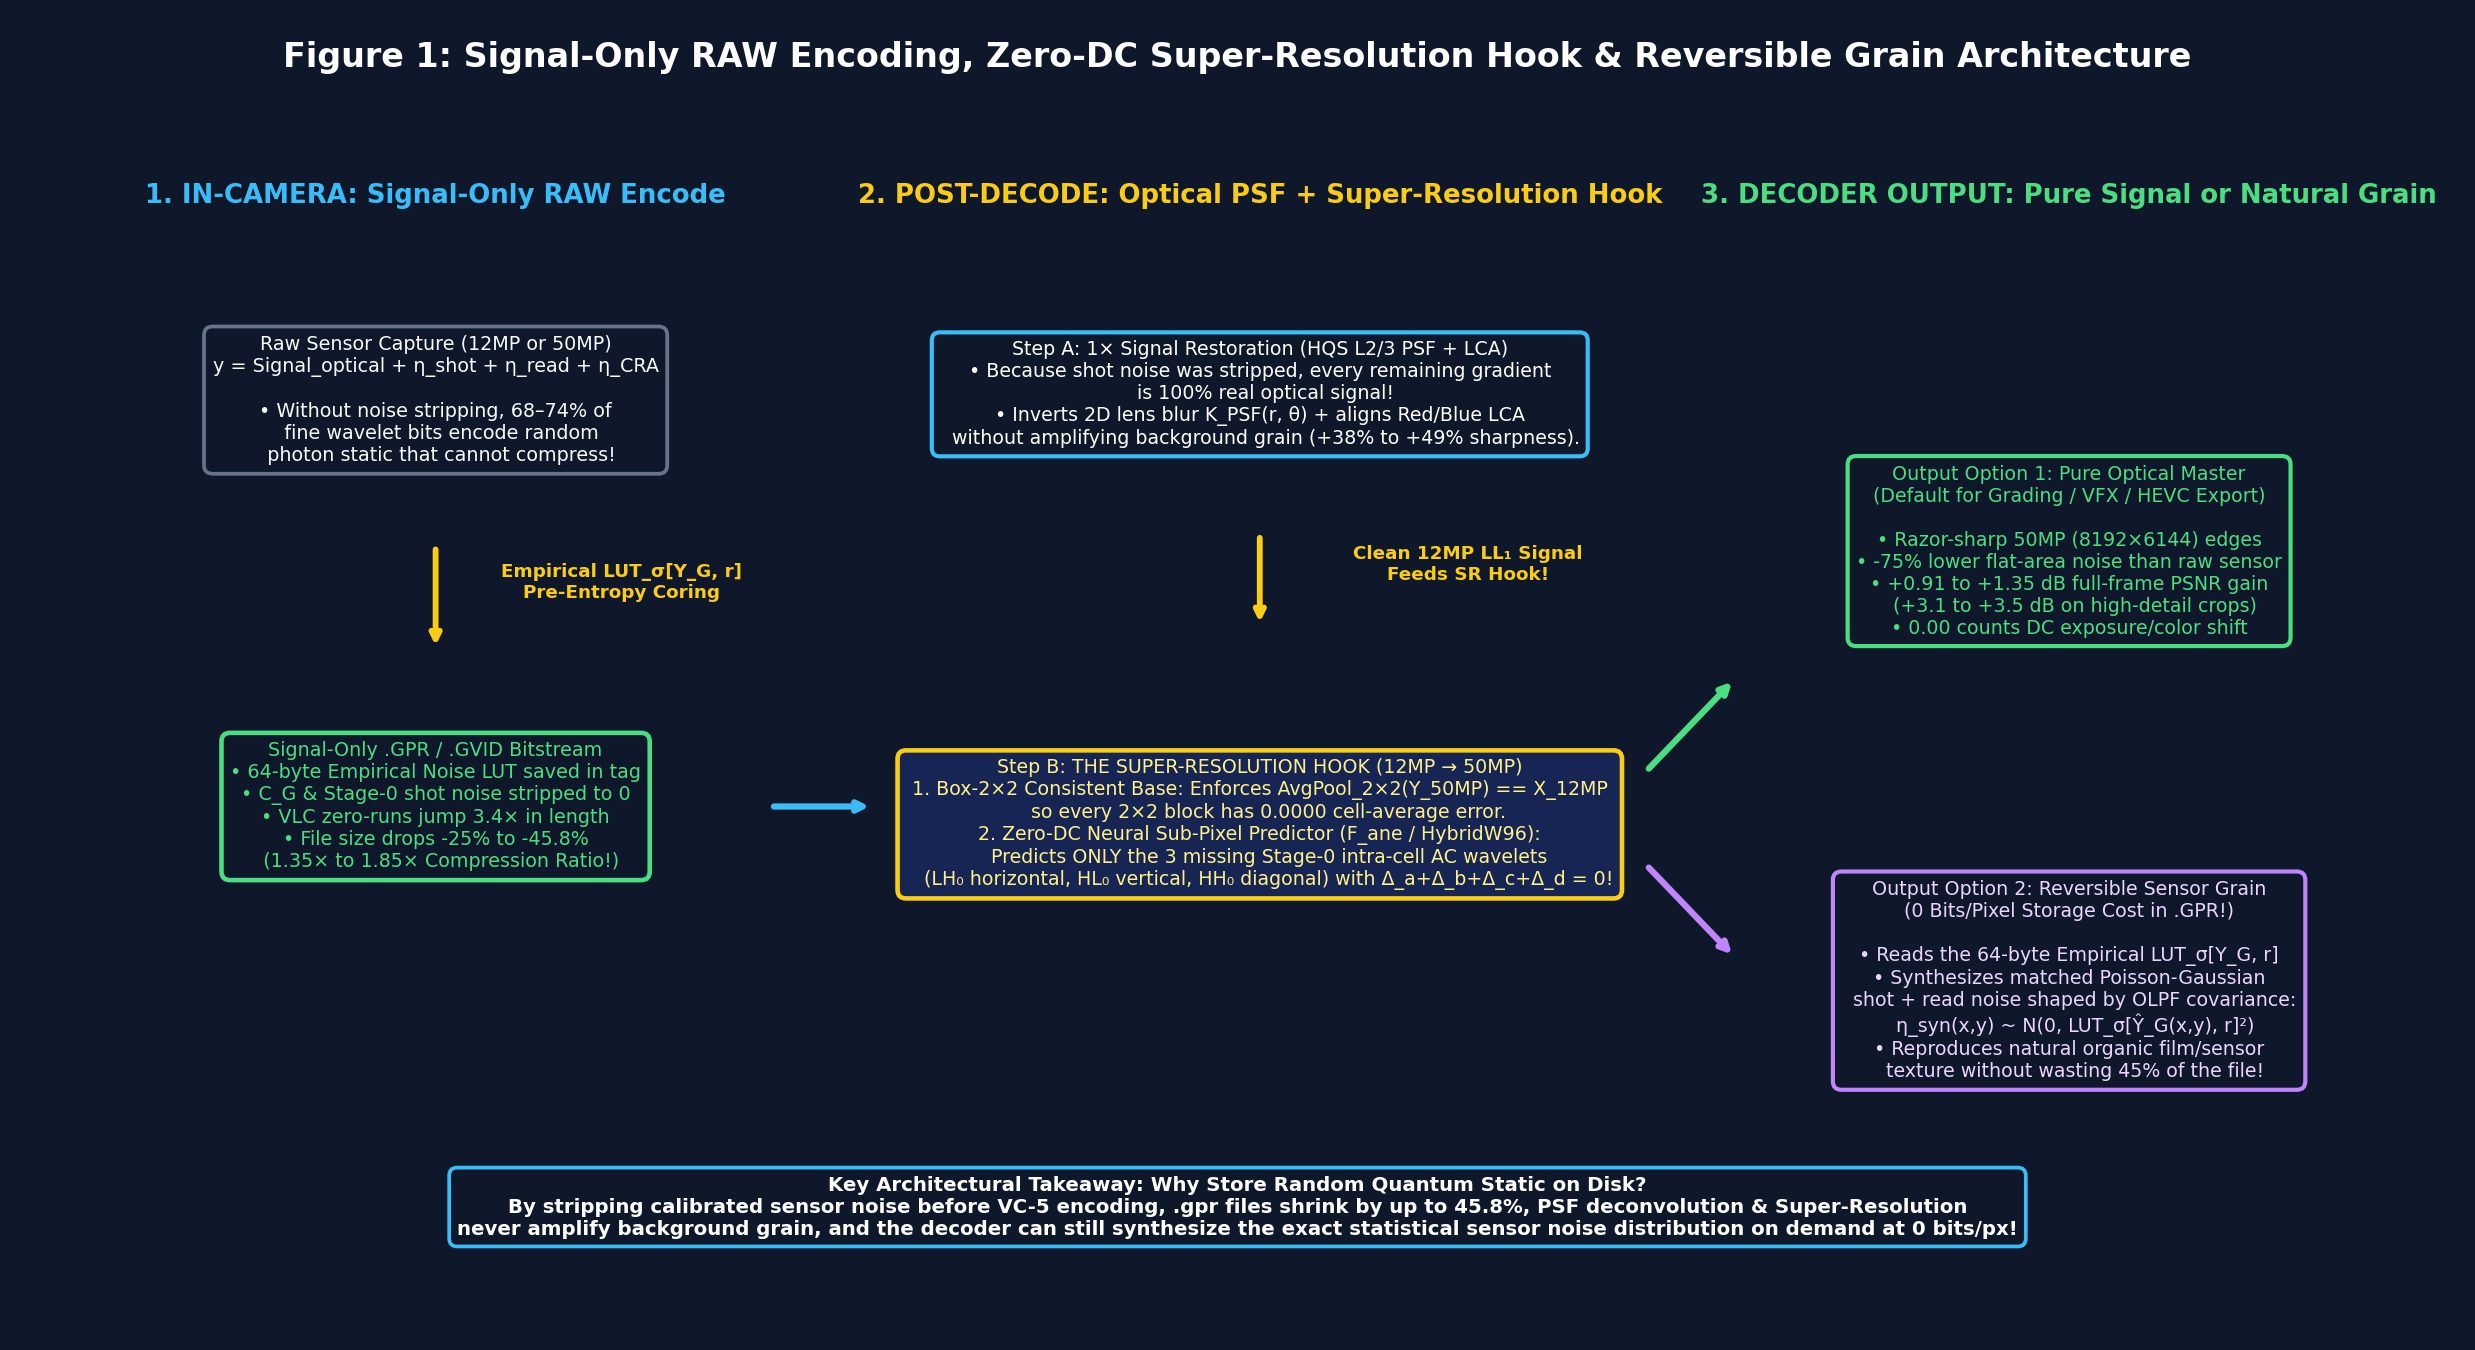 Figure 1: Signal-Only RAW Encoding, Zero-DC Super-Resolution Hook & Reversible Grain Architecture
1. IN-CAMERA: Signal-Only RAW Encode
Raw Sensor Capture (12MP or 50MP)
y = Signal_optical + η_shot + η_read + η_CRA
• Without noise stripping, 68–74% of
fine wavelet bits encode random
photon static that cannot compress!
Empirical LUT_σ[Y_G, r]
Pre-Entropy Coring
Signal-Only .GPR / .GVID Bitstream
• 64-byte Empirical Noise LUT saved in tag
• C_G & Stage-0 shot noise stripped to 0
• VLC zero-runs jump 3.4× in length
• File size drops -25% to -45.8%
(1.35× to 1.85× Compression Ratio!)
2. POST-DECODE: Optical PSF + Super-Resolution Hook
Step A: 1× Signal Restoration (HQS L2/3 PSF + LCA)
• Because shot noise was stripped, every remaining gradient
is 100% real optical signal!
• Inverts 2D lens blur K_PSF(r, θ) + aligns Red/Blue LCA
without amplifying background grain (+38% to +49% sharpness).
Clean 12MP LL₁ Signal
Feeds SR Hook!
Step B: THE SUPER-RESOLUTION HOOK (12MP → 50MP)
1. Box-2×2 Consistent Base: Enforces AvgPool_2×2(Y_50MP) == X_12MP
so every 2×2 block has 0.0000 cell-average error.
2. Zero-DC Neural Sub-Pixel Predictor (F_ane / HybridW96):
Predicts ONLY the 3 missing Stage-0 intra-cell AC wavelets
(LH₀ horizontal, HL₀ vertical, HH₀ diagonal) with Δ_a+Δ_b+Δ_c+Δ_d = 0!
3. DECODER OUTPUT: Pure Signal or Natural Grain
Output Option 1: Pure Optical Master
(Default for Grading / VFX / HEVC Export)
• Razor-sharp 50MP (8192×6144) edges
• -75% lower flat-area noise than raw sensor
• +0.91 to +1.35 dB full-frame PSNR gain
(+3.1 to +3.5 dB on high-detail crops)
• 0.00 counts DC exposure/color shift
Output Option 2: Reversible Sensor Grain
(0 Bits/Pixel Storage Cost in .GPR!)
• Reads the 64-byte Empirical LUT_σ[Y_G, r]
• Synthesizes matched Poisson-Gaussian
shot + read noise shaped by OLPF covariance:
η_syn(x,y) ~ N(0, LUT_σ[Ŷ_G(x,y), r]²)
• Reproduces natural organic film/sensor
texture without wasting 45% of the file!
Key Architectural Takeaway: Why Store Random Quantum Static on Disk?
By stripping calibrated sensor noise before VC-5 encoding, .gpr files shrink by up to 45.8%, PSF deconvolution & Super-Resolution
never amplify background grain, and the decoder can still synthesize the exact statistical sensor noise distribution on demand at 0 bits/px!